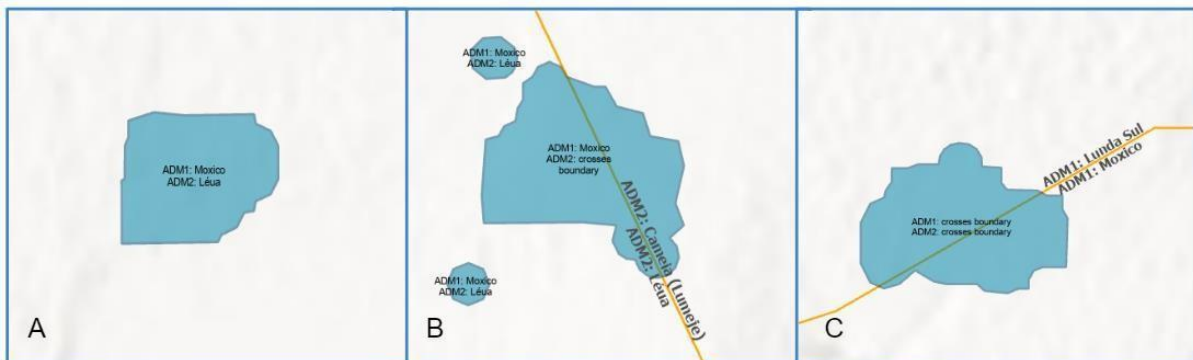 ADM1: Moxico
ADM2: Léua
A
ADM1: Moxico
ADM2: Léua
ADM1: Moxico
ADM2: crosses
boundary
ADM2: Cameia (Lumeje)
ADM2: Léua
ADM1: Moxico
ADM2: Léua
B
ADM1: Lunda Sul
ADM1: Moxico
ADM1: crosses boundary
ADM2: crosses boundary
C